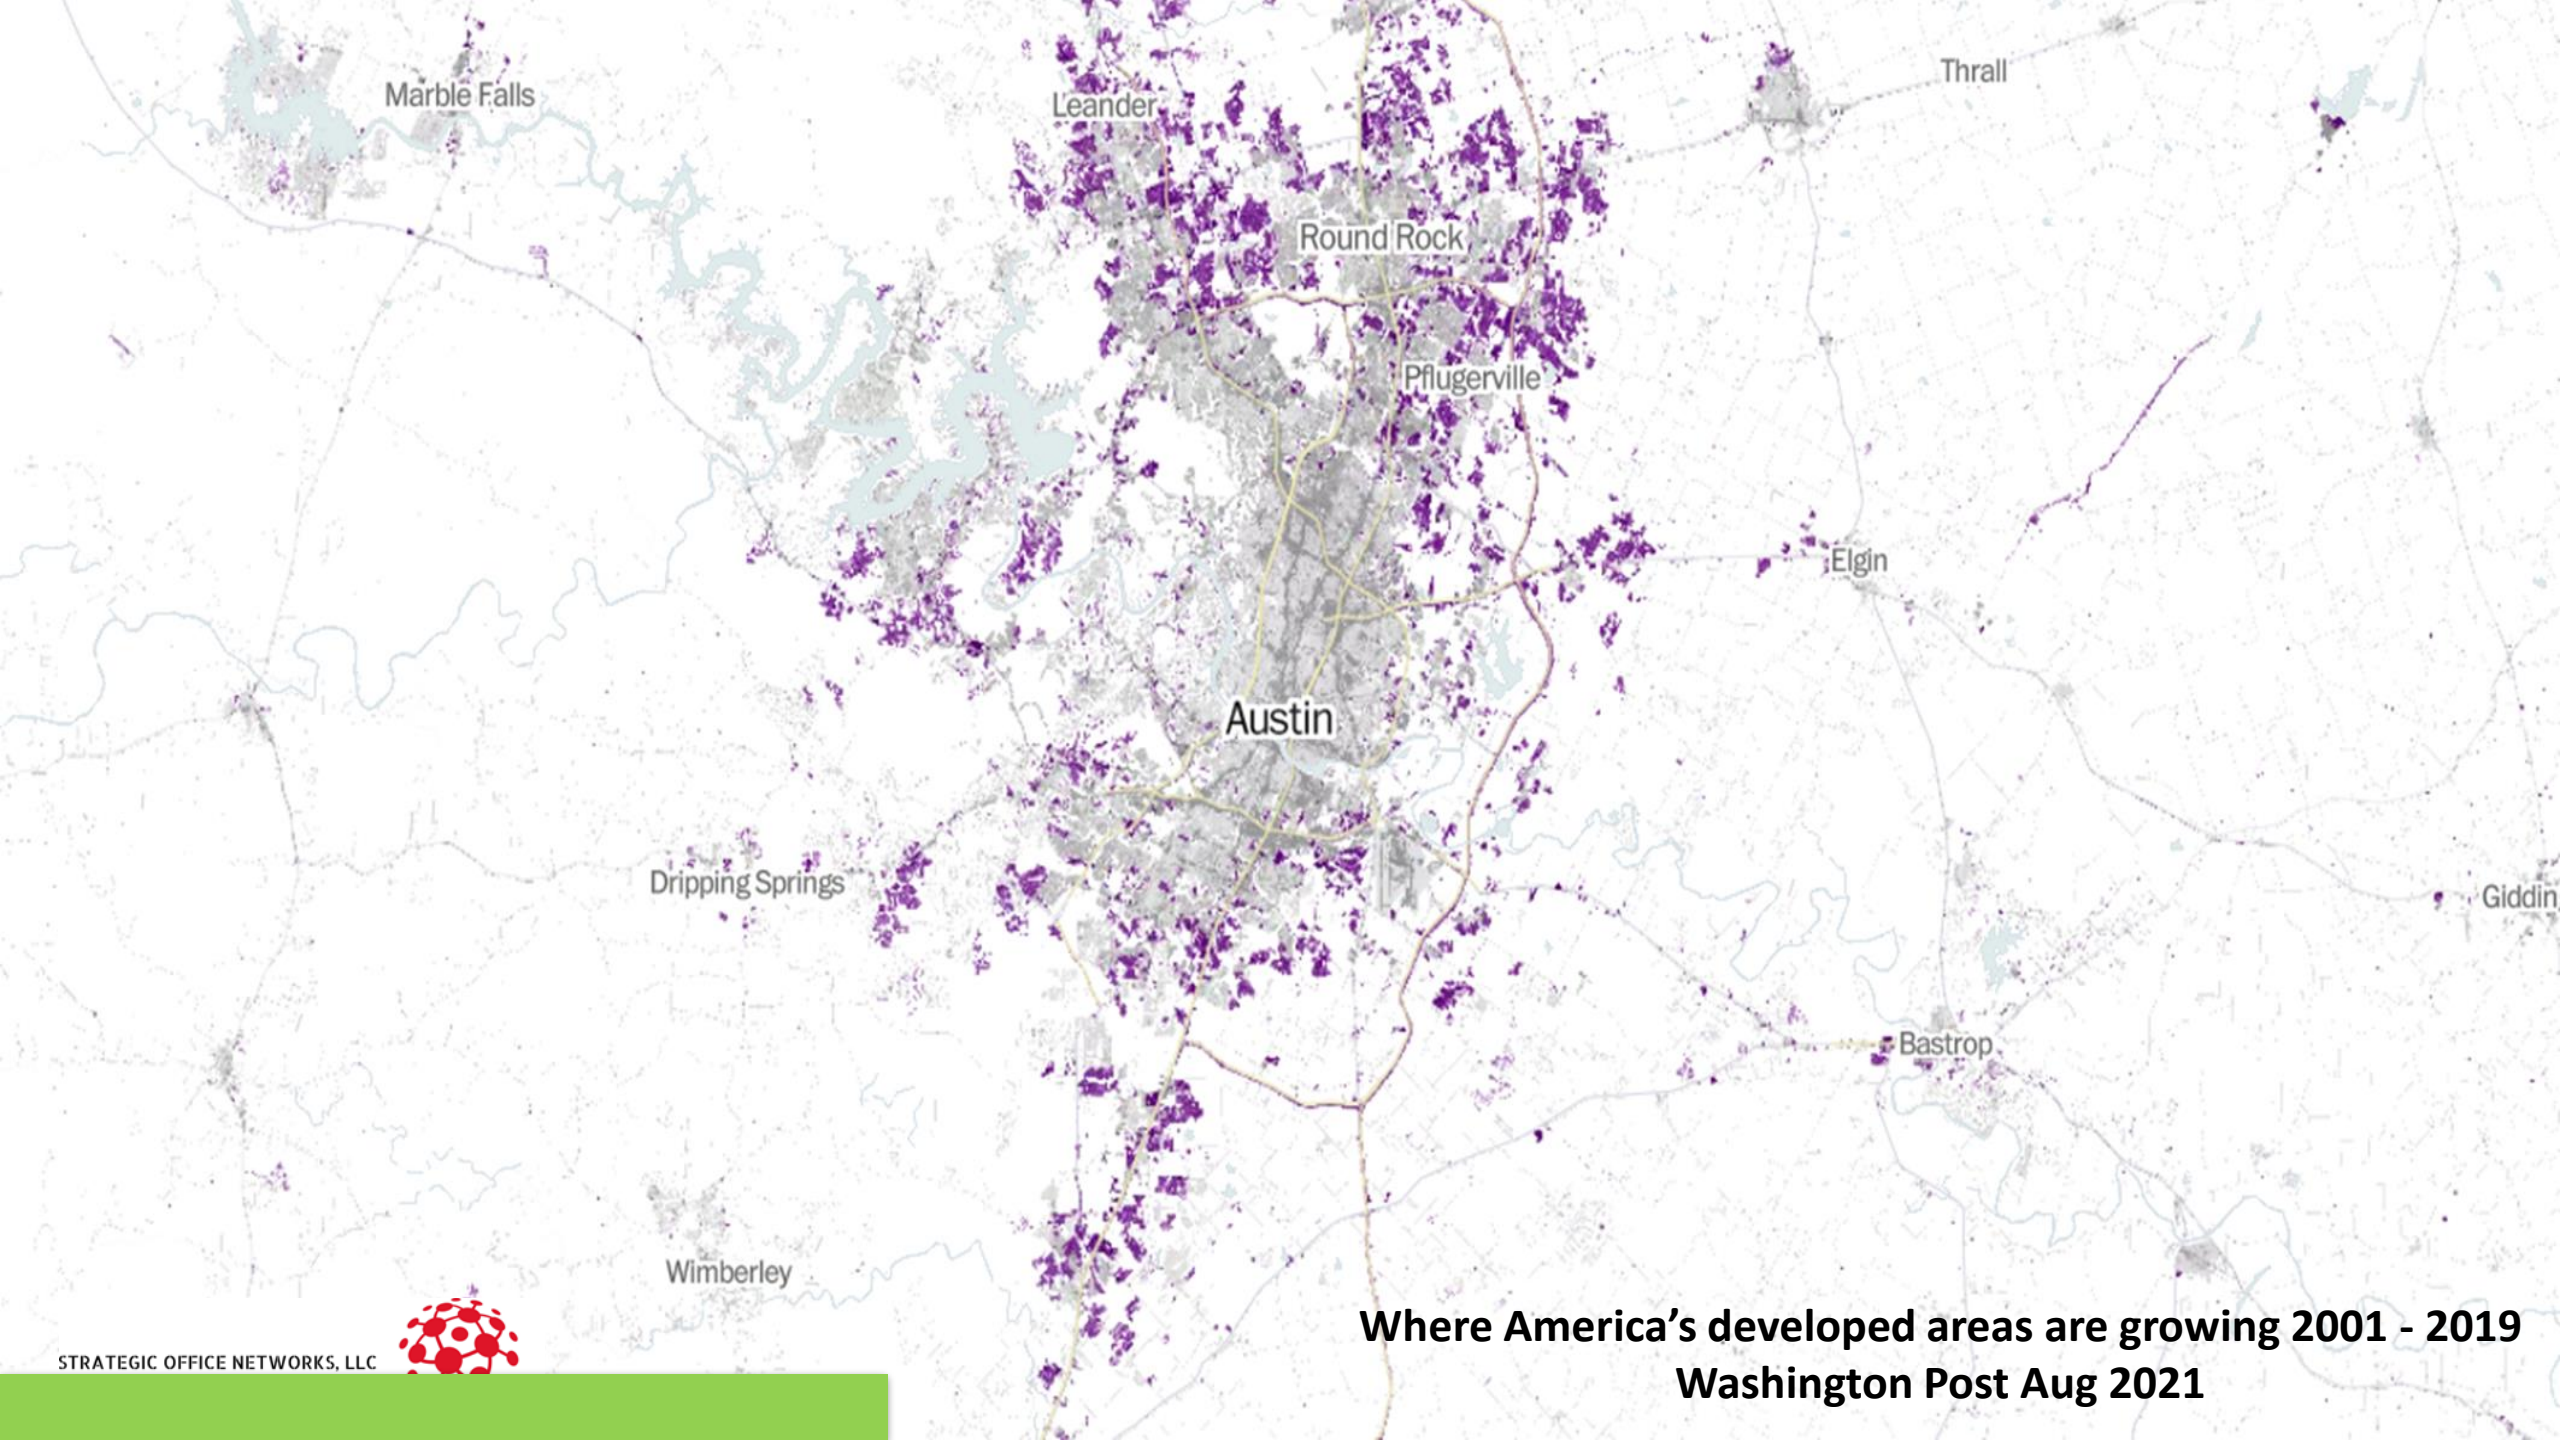 Thrall
Marble Falls
Leander
Round Rock
Pflugerville
Elgin
Austin
Dripping Springs
Giddin
Bastrop
Wimberley
Where America's developed areas are growing 2001 - 2019
Washington Post Aug 2021
STRATEGIC OFFICE NETWORKS, LLC